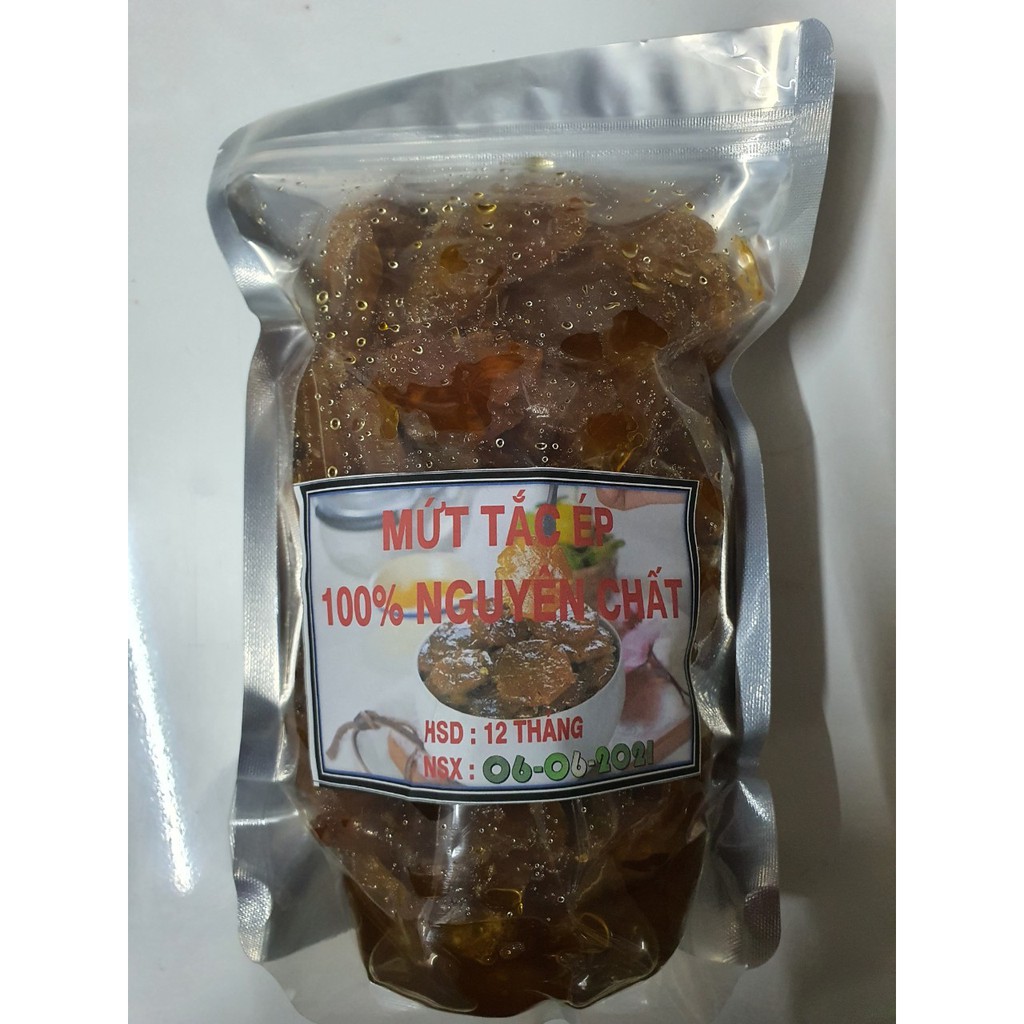 MỨT TẮC ÉP
100% NGUYÊN CHẤT
HSD : 12 THÁNG
NSX : 06-06-2021